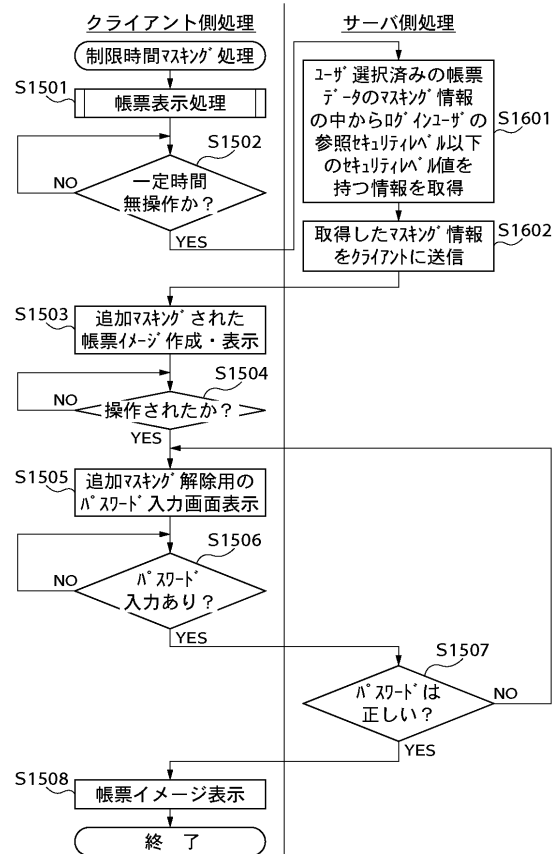 クライアント側処理
サーバ側処理
制限時間ﾏｽｷﾝｸﾞ処理
S1501
帳票表示処理
S1502
一定時間
無操作か？
NO
YES
ﾕｰｻﾞ選択済みの帳票
ﾃﾞｰﾀのﾏｽｷﾝｸﾞ情報
の中からﾛｸﾞｲﾝﾕｰｻﾞの
参照ｾｷｭﾘﾃｨﾚﾍﾞﾙ以下
のｾｷｭﾘﾃｨﾚﾍﾞﾙ値を
持つ情報を取得
S1601
取得したﾏｽｷﾝｸﾞ情報
をｸﾗｲｱﾝﾄに送信
S1602
S1503
追加ﾏｽｷﾝｸﾞされた
帳票ｲﾒｰｼﾞ作成・表示
S1504
操作されたか？
NO
YES
S1505
追加ﾏｽｷﾝｸﾞ解除用の
ﾊﾟｽﾜｰﾄﾞ入力画面表示
S1506
ﾊﾟｽﾜｰﾄﾞ
入力あり？
NO
YES
S1507
ﾊﾟｽﾜｰﾄﾞは
正しい？
NO
YES
S1508
帳票イメージ表示
終　了